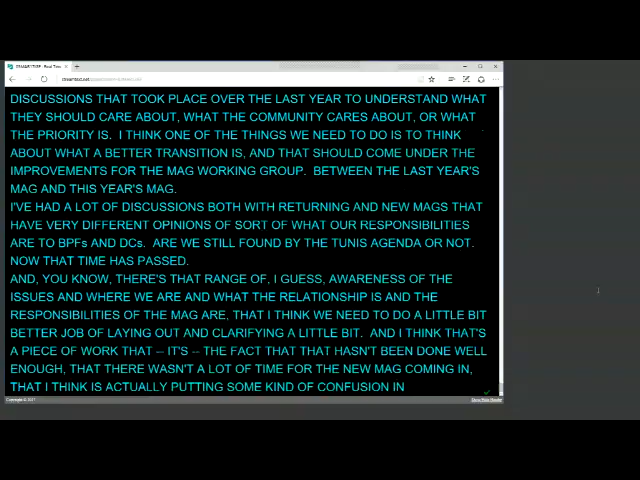 DISCUSSIONS THAT TOOK PLACE OVER THE LAST YEAR TO UNDERSTAND WHAT
THEY SHOULD CARE ABOUT, WHAT THE COMMUNITY CARES ABOUT, OR WHAT
THE PRIORITY IS.  I THINK ONE OF THE THINGS WE NEED TO DO IS TO THINK
ABOUT WHAT A BETTER TRANSITION IS, AND THAT SHOULD COME UNDER THE
IMPROVEMENTS FOR THE MAG WORKING GROUP.  BETWEEN THE LAST YEAR'S
MAG AND THIS YEAR'S MAG.
I'VE HAD A LOT OF DISCUSSIONS BOTH WITH RETURNING AND NEW MAGS THAT
HAVE VERY DIFFERENT OPINIONS OF SORT OF WHAT OUR RESPONSIBILITIES
ARE TO BPFs AND DCs.  ARE WE STILL FOUND BY THE TUNIS AGENDA OR NOT.
NOW THAT TIME HAS PASSED.
AND, YOU KNOW, THERE'S THAT RANGE OF, I GUESS, AWARENESS OF THE
ISSUES AND WHERE WE ARE AND WHAT THE RELATIONSHIP IS AND THE
RESPONSIBILITIES OF THE MAG ARE, THAT I THINK WE NEED TO DO A LITTLE BIT
BETTER JOB OF LAYING OUT AND CLARIFYING A LITTLE BIT.  AND I THINK THAT'S
A PIECE OF WORK THAT -- IT'S -- THE FACT THAT THAT HASN'T BEEN DONE WELL
ENOUGH, THAT THERE WASN'T A LOT OF TIME FOR THE NEW MAG COMING IN,
THAT I THINK IS ACTUALLY PUTTING SOME KIND OF CONFUSION IN